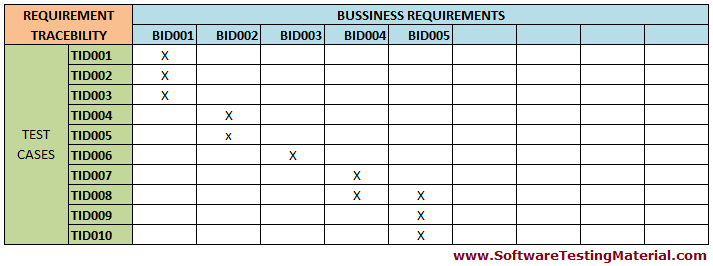 REQUIREMENT TRACEBILITY BUSSINESS REQUIREMENTS
BID001 BID002 BID003 BID004 BID005
TEST CASES
TID001 X
TID002 X
TID003 X
TID004 X
TID005 x
TID006 X
TID007 X
TID008 X X
TID009 X
TID010 X
www.SoftwareTestingMaterial.com